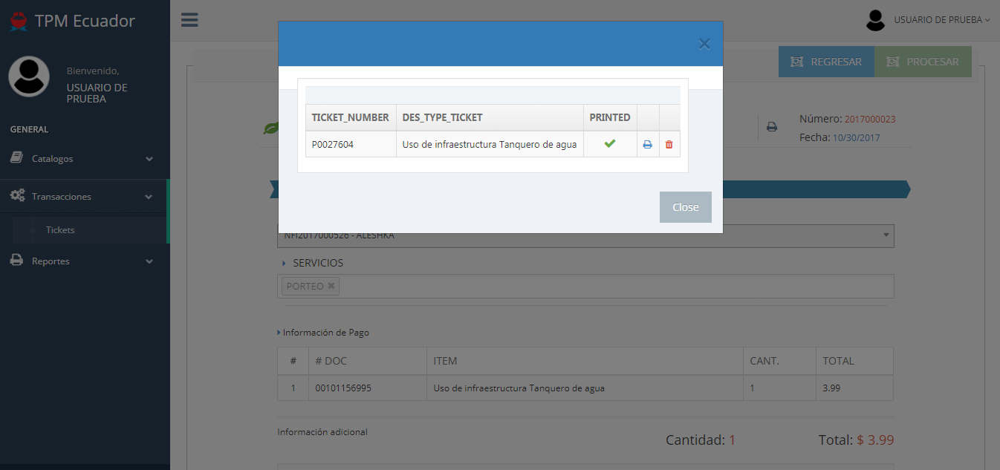 TPM Ecuador
Bienvenido,
USUARIO DE
PRUEBA
GENERAL
Catalogos
Transacciones
Tickets
Reportes
USUARIO DE PRUEBA
REGRESAR
PROCESAR
Número: 2017000023
Fecha: 10/30/2017
TICKET_NUMBER DES_TYPE_TICKET PRINTED
P0027604 Uso de infraestructura Tanquero de agua
Close
NFI2017000526 - ALESHKA
SERVICIOS
PORTEO
Información de Pago
# # DOC ITEM CANT. TOTAL
1 00101156995 Uso de infraestructura Tanquero de agua 1 3.99
Información adicional
Cantidad: 1 Total: $ 3.99